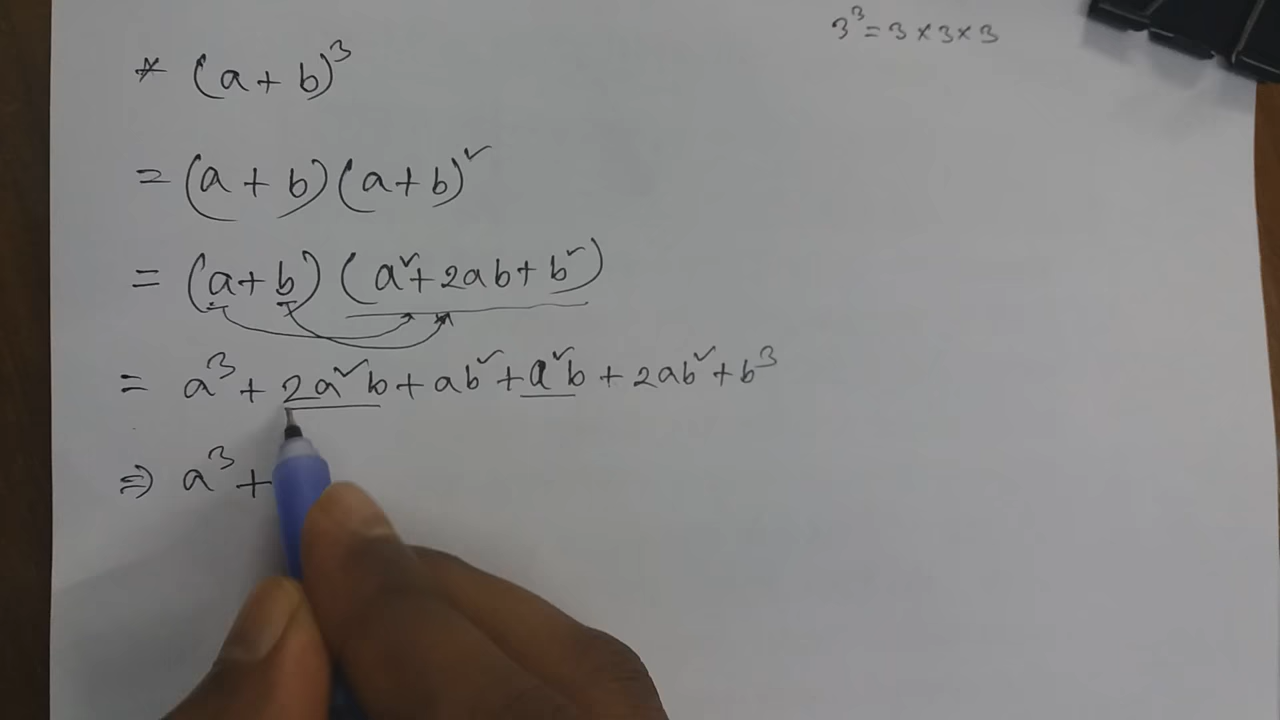 3³ = 3 × 3 × 3
* (a + b)³
= (a + b) (a + b)²
= (a + b) (a² + 2ab + b²)
= a³ + 2a²b + ab² + a²b + 2ab² + b³
⇒ a³ +